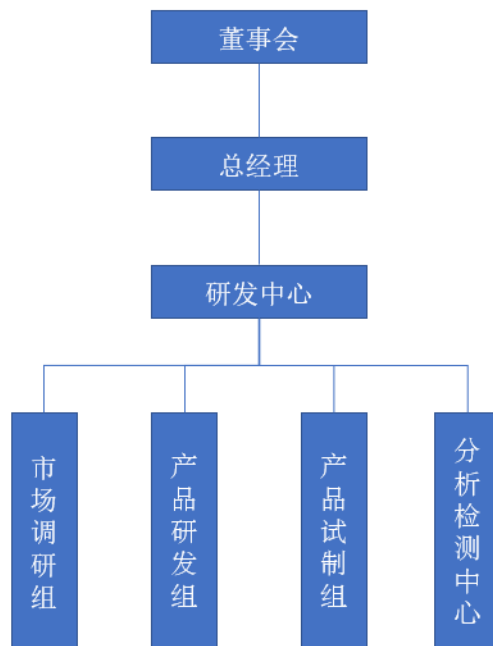 董事会
总经理
研发中心
市场调研组
产品研发组
产品试制组
分析检测中心